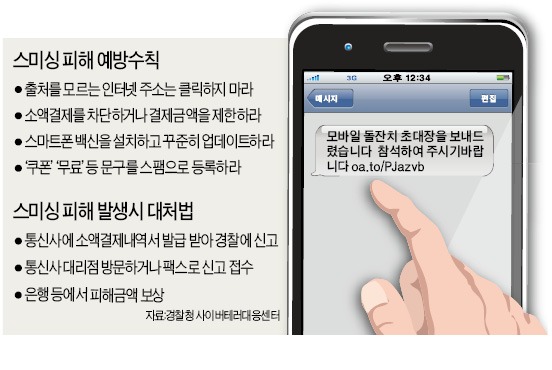 스미싱 피해 예방수칙
● 출처를 모르는 인터넷 주소는 클릭하지 마라
● 소액결제를 차단하거나 결제금액을 제한하라
● 스마트폰 백신을 설치하고 꾸준히 업데이트하라
● ‘쿠폰’ ‘무료’ 등 문구를 스팸으로 등록하라
스미싱 피해 발생시 대처법
● 통신사에 소액결제내역서 발급 받아 경찰에 신고
● 통신사 대리점 방문하거나 팩스로 신고 접수
● 은행 등에서 피해금액 보상
자료:경찰청 사이버테러대응센터
3G 오후 12:34
메시지 편집
모바일 돌잔치 초대장을 보내드
렸습니다 참석하여 주시기바랍
니다 oa.to/PJazvb